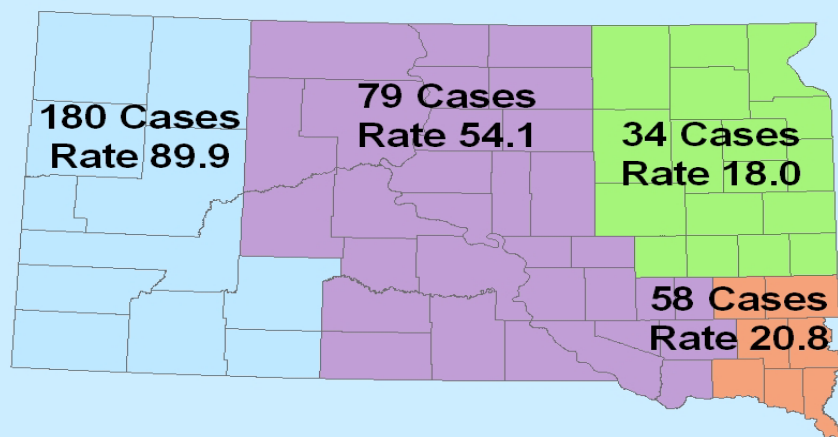 180 Cases
Rate 89.9
79 Cases
Rate 54.1
34 Cases
Rate 18.0
58 Cases
Rate 20.8